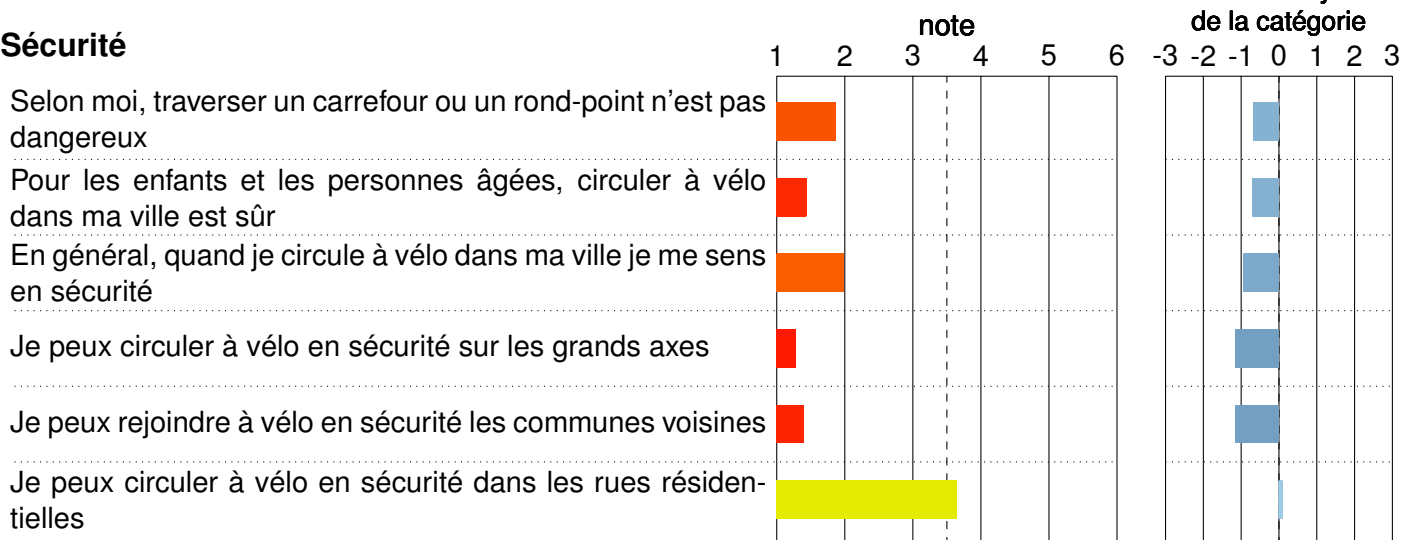 note
de la catégorie
Sécurité
1 2 3 4 5 6 -3 -2 -1 0 1 2 3
Selon moi, traverser un carrefour ou un rond-point n'est pas
dangereux
Pour les enfants et les personnes âgées, circuler à vélo
dans ma ville est sûr
En général, quand je circule à vélo dans ma ville je me sens
en sécurité
Je peux circuler à vélo en sécurité sur les grands axes
Je peux rejoindre à vélo en sécurité les communes voisines
Je peux circuler à vélo en sécurité dans les rues résiden-
tielles